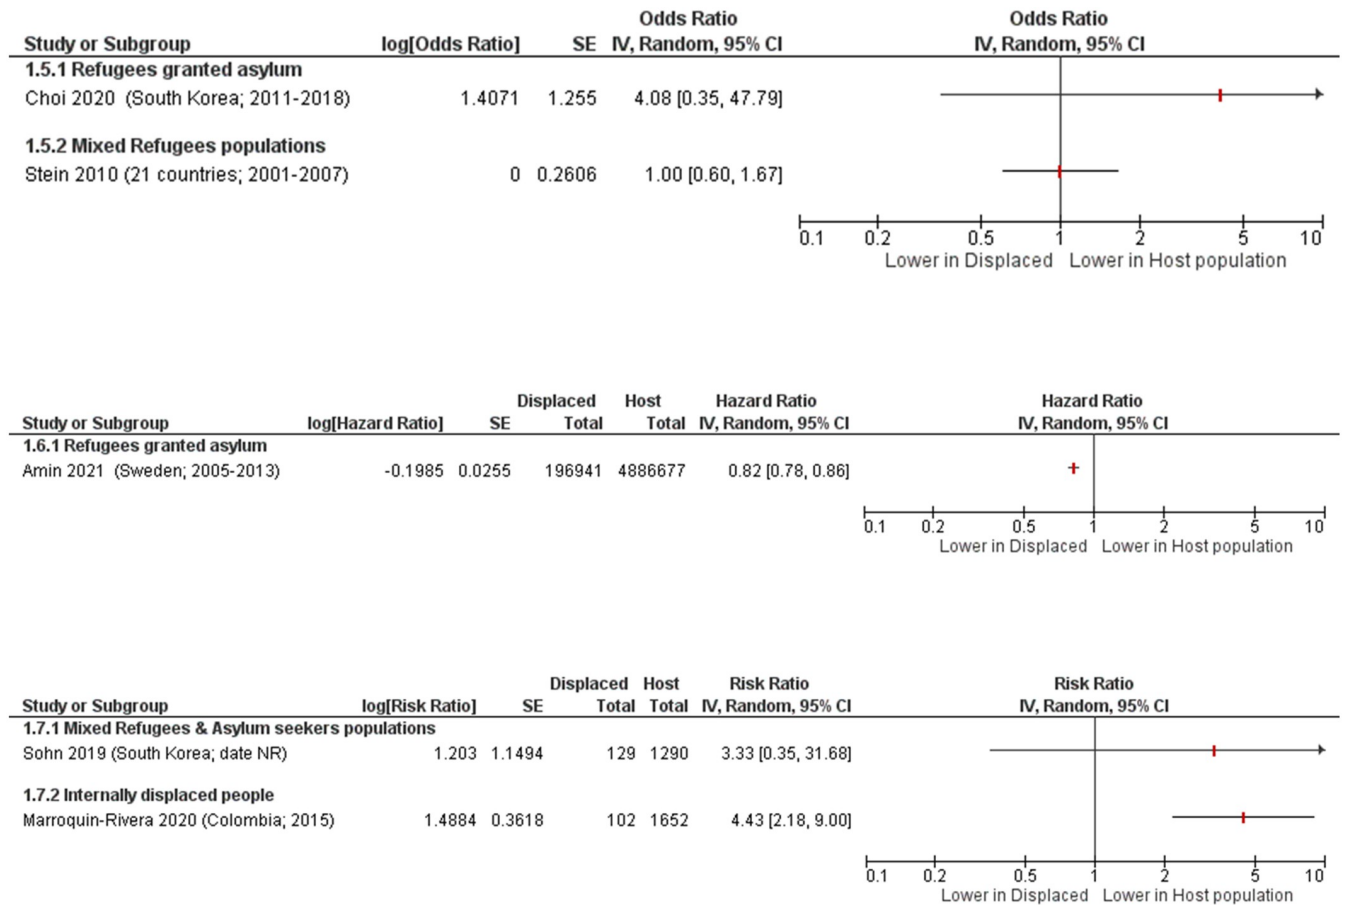 Odds Ratio Odds Ratio
Study or Subgroup log[Odds Ratio] SE IV, Random, 95% CI IV, Random, 95% CI
1.5.1 Refugees granted asylum
Choi 2020 (South Korea; 2011-2018) 1.4071 1.255 4.08 [0.35, 47.79]
1.5.2 Mixed Refugees populations
Stein 2010 (21 countries; 2001-2007) 0 0.2606 1.00 [0.60, 1.67]
0.1 0.2 0.5 1 2 5 10
Lower in Displaced Lower in Host population
Displaced Host Hazard Ratio Hazard Ratio
Study or Subgroup log[Hazard Ratio] SE Total Total IV, Random, 95% CI IV, Random, 95% CI
1.6.1 Refugees granted asylum
Amin 2021 (Sweden; 2005-2013) -0.1985 0.0255 196941 4886677 0.82 [0.78, 0.86]
0.1 0.2 0.5 1 2 5 10
Lower in Displaced Lower in Host population
Displaced Host Risk Ratio Risk Ratio
Study or Subgroup log[Risk Ratio] SE Total Total IV, Random, 95% CI IV, Random, 95% CI
1.7.1 Mixed Refugees & Asylum seekers populations
Sohn 2019 (South Korea; date NR) 1.203 1.1494 129 1290 3.33 [0.35, 31.68]
1.7.2 Internally displaced people
Marroquin-Rivera 2020 (Colombia; 2015) 1.4884 0.3618 102 1652 4.43 [2.18, 9.00]
0.1 0.2 0.5 1 2 5 10
Lower in Displaced Lower in Host population